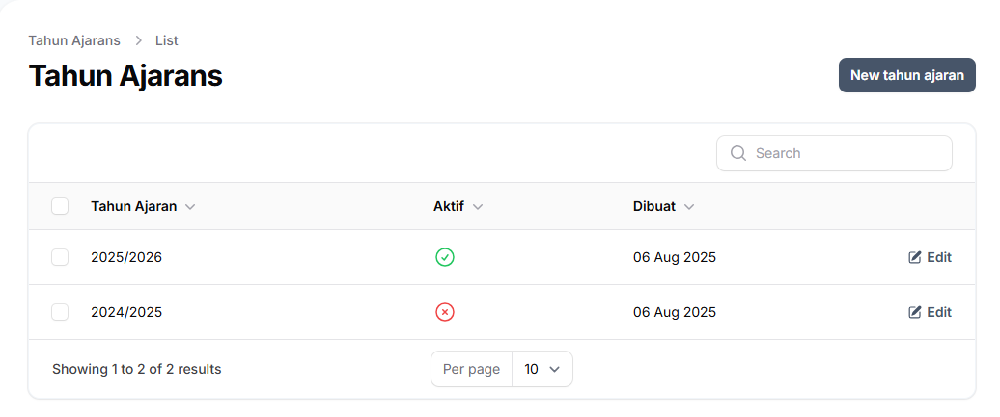 Tahun Ajarans > List
Tahun Ajarans
New tahun ajaran
Search
Tahun Ajaran Aktif Dibuat
2025/2026 06 Aug 2025 Edit
2024/2025 06 Aug 2025 Edit
Showing 1 to 2 of 2 results Per page 10